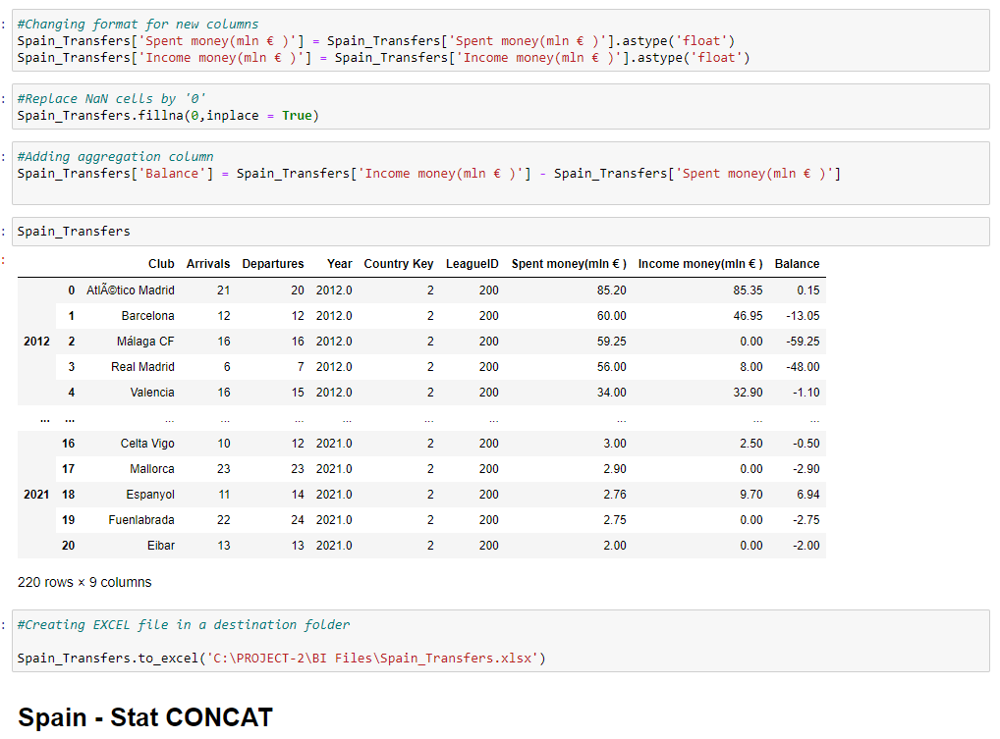 : #Changing format for new columns
Spain_Transfers['Spent money(mln € )'] = Spain_Transfers['Spent money(mln € )'].astype('float')
Spain_Transfers['Income money(mln € )'] = Spain_Transfers['Income money(mln € )'].astype('float')
: #Replace NaN cells by '0'
Spain_Transfers.fillna(0,inplace = True)
: #Adding aggregation column
Spain_Transfers['Balance'] = Spain_Transfers['Income money(mln € )'] - Spain_Transfers['Spent money(mln € )']
: Spain_Transfers
: Club Arrivals Departures Year Country Key LeagueID Spent money(mln € ) Income money(mln € ) Balance
0 AtlÃ©tico Madrid 21 20 2012.0 2 200 85.20 85.35 0.15
1 Barcelona 12 12 2012.0 2 200 60.00 46.95 -13.05
2012 2 Málaga CF 16 16 2012.0 2 200 59.25 0.00 -59.25
3 Real Madrid 6 7 2012.0 2 200 56.00 8.00 -48.00
4 Valencia 16 15 2012.0 2 200 34.00 32.90 -1.10
... ... ... ... ... ... ... ... ... ... ...
16 Celta Vigo 10 12 2021.0 2 200 3.00 2.50 -0.50
17 Mallorca 23 23 2021.0 2 200 2.90 0.00 -2.90
2021 18 Espanyol 11 14 2021.0 2 200 2.76 9.70 6.94
19 Fuenlabrada 22 24 2021.0 2 200 2.75 0.00 -2.75
20 Eibar 13 13 2021.0 2 200 2.00 0.00 -2.00
220 rows × 9 columns
: #Creating EXCEL file in a destination folder
Spain_Transfers.to_excel('C:\PROJECT-2\BI Files\Spain_Transfers.xlsx')
Spain - Stat CONCAT